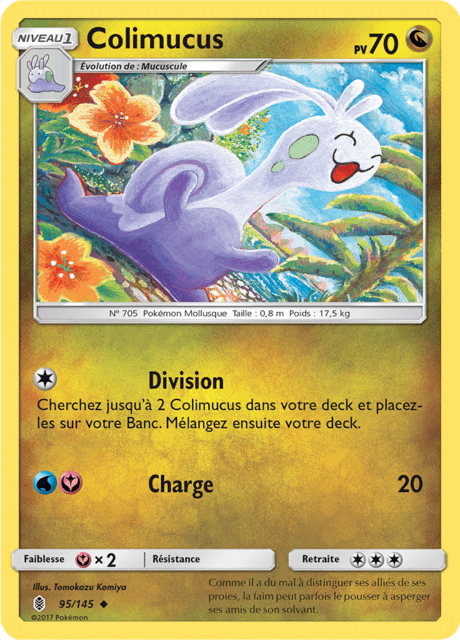 NIVEAU 1
Colimucus
PV 70
Évolution de : Mucuscule
N° 705 Pokémon Mollusque Taille : 0,8 m Poids : 17,5 kg
Division
Cherchez jusqu'à 2 Colimucus dans votre deck et placez-
les sur votre Banc. Mélangez ensuite votre deck.
Charge 20
Faiblesse ×2 Résistance Retraite
Illus. Tomokazu Komiya
95/145
©2017 Pokémon
Comme il a du mal à distinguer ses alliés de ses
proies, la faim peut parfois le pousser à asperger
ses amis de son solvant.